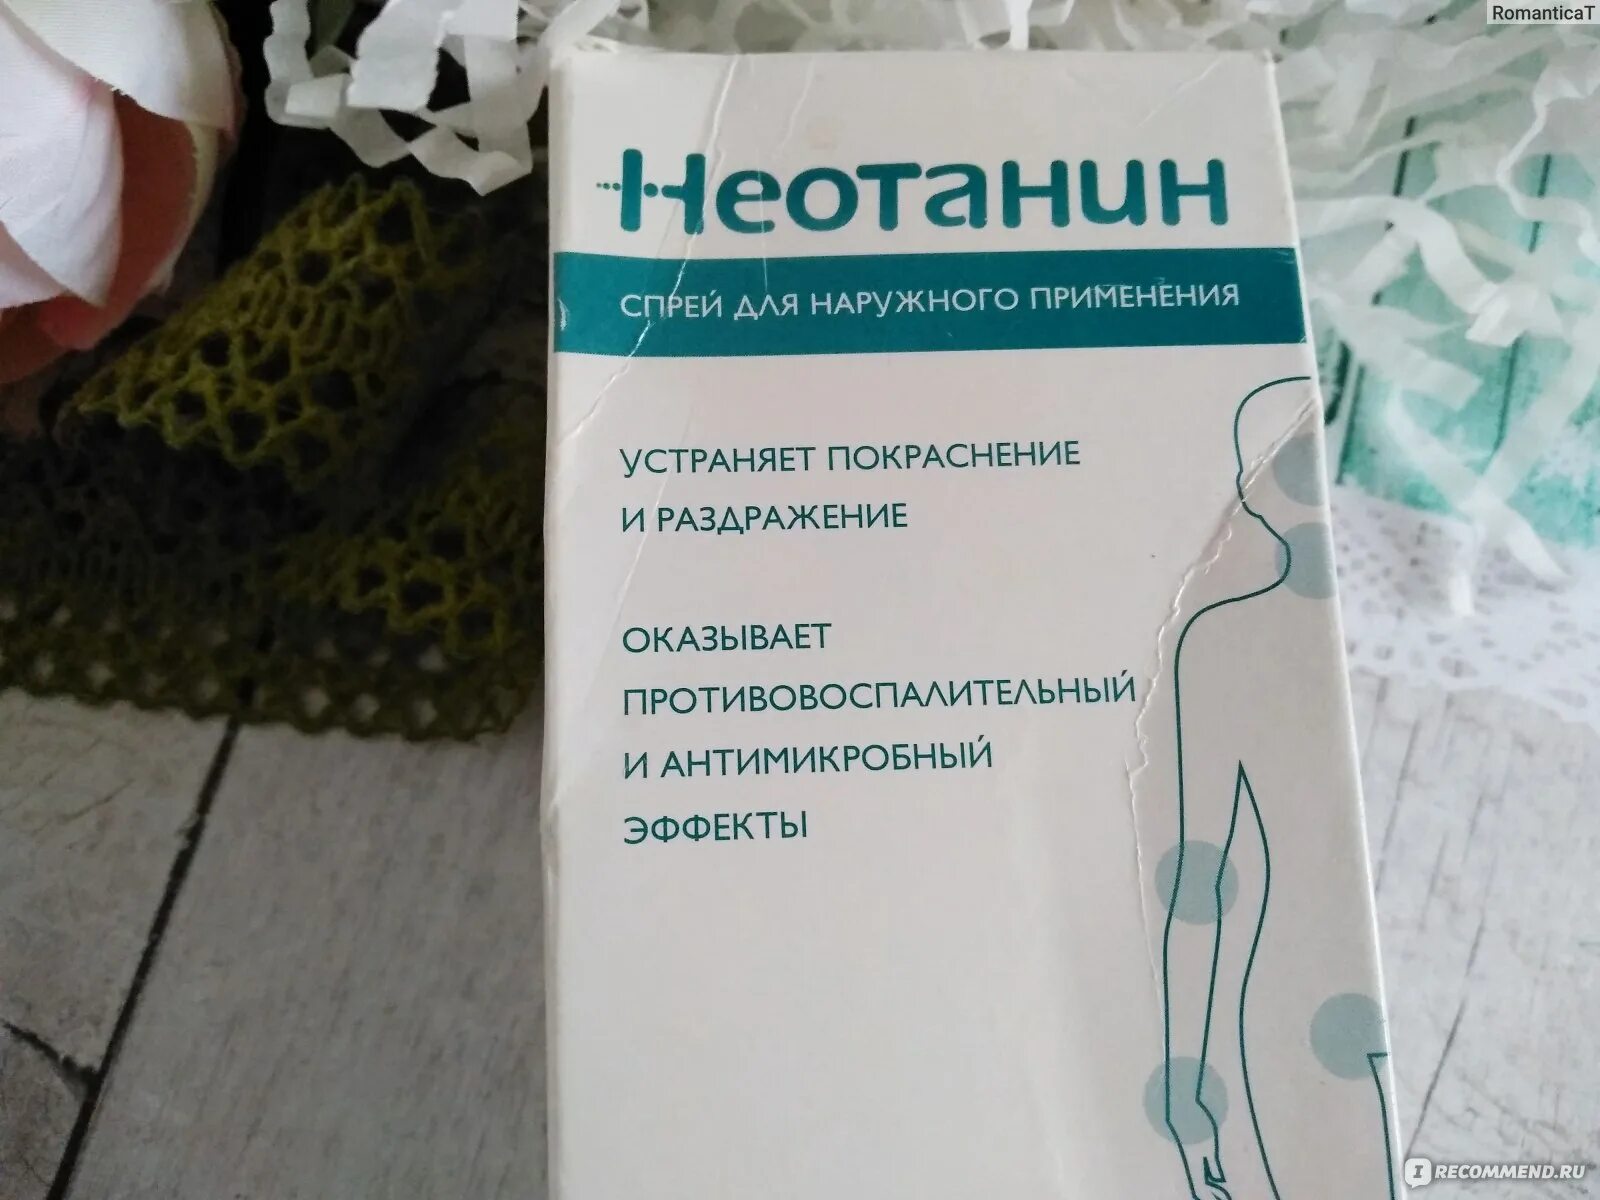 RomanticaT
Неотанин
СПРЕЙ ДЛЯ НАРУЖНОГО ПРИМЕНЕНИЯ
УСТРАНЯЕТ ПОКРАСНЕНИЕ
И РАЗДРАЖЕНИЕ
ОКАЗЫВАЕТ
ПРОТИВОВОСПАЛИТЕЛЬНЫЙ
И АНТИМИКРОБНЫЙ
ЭФФЕКТЫ
IRECOMMEND.RU